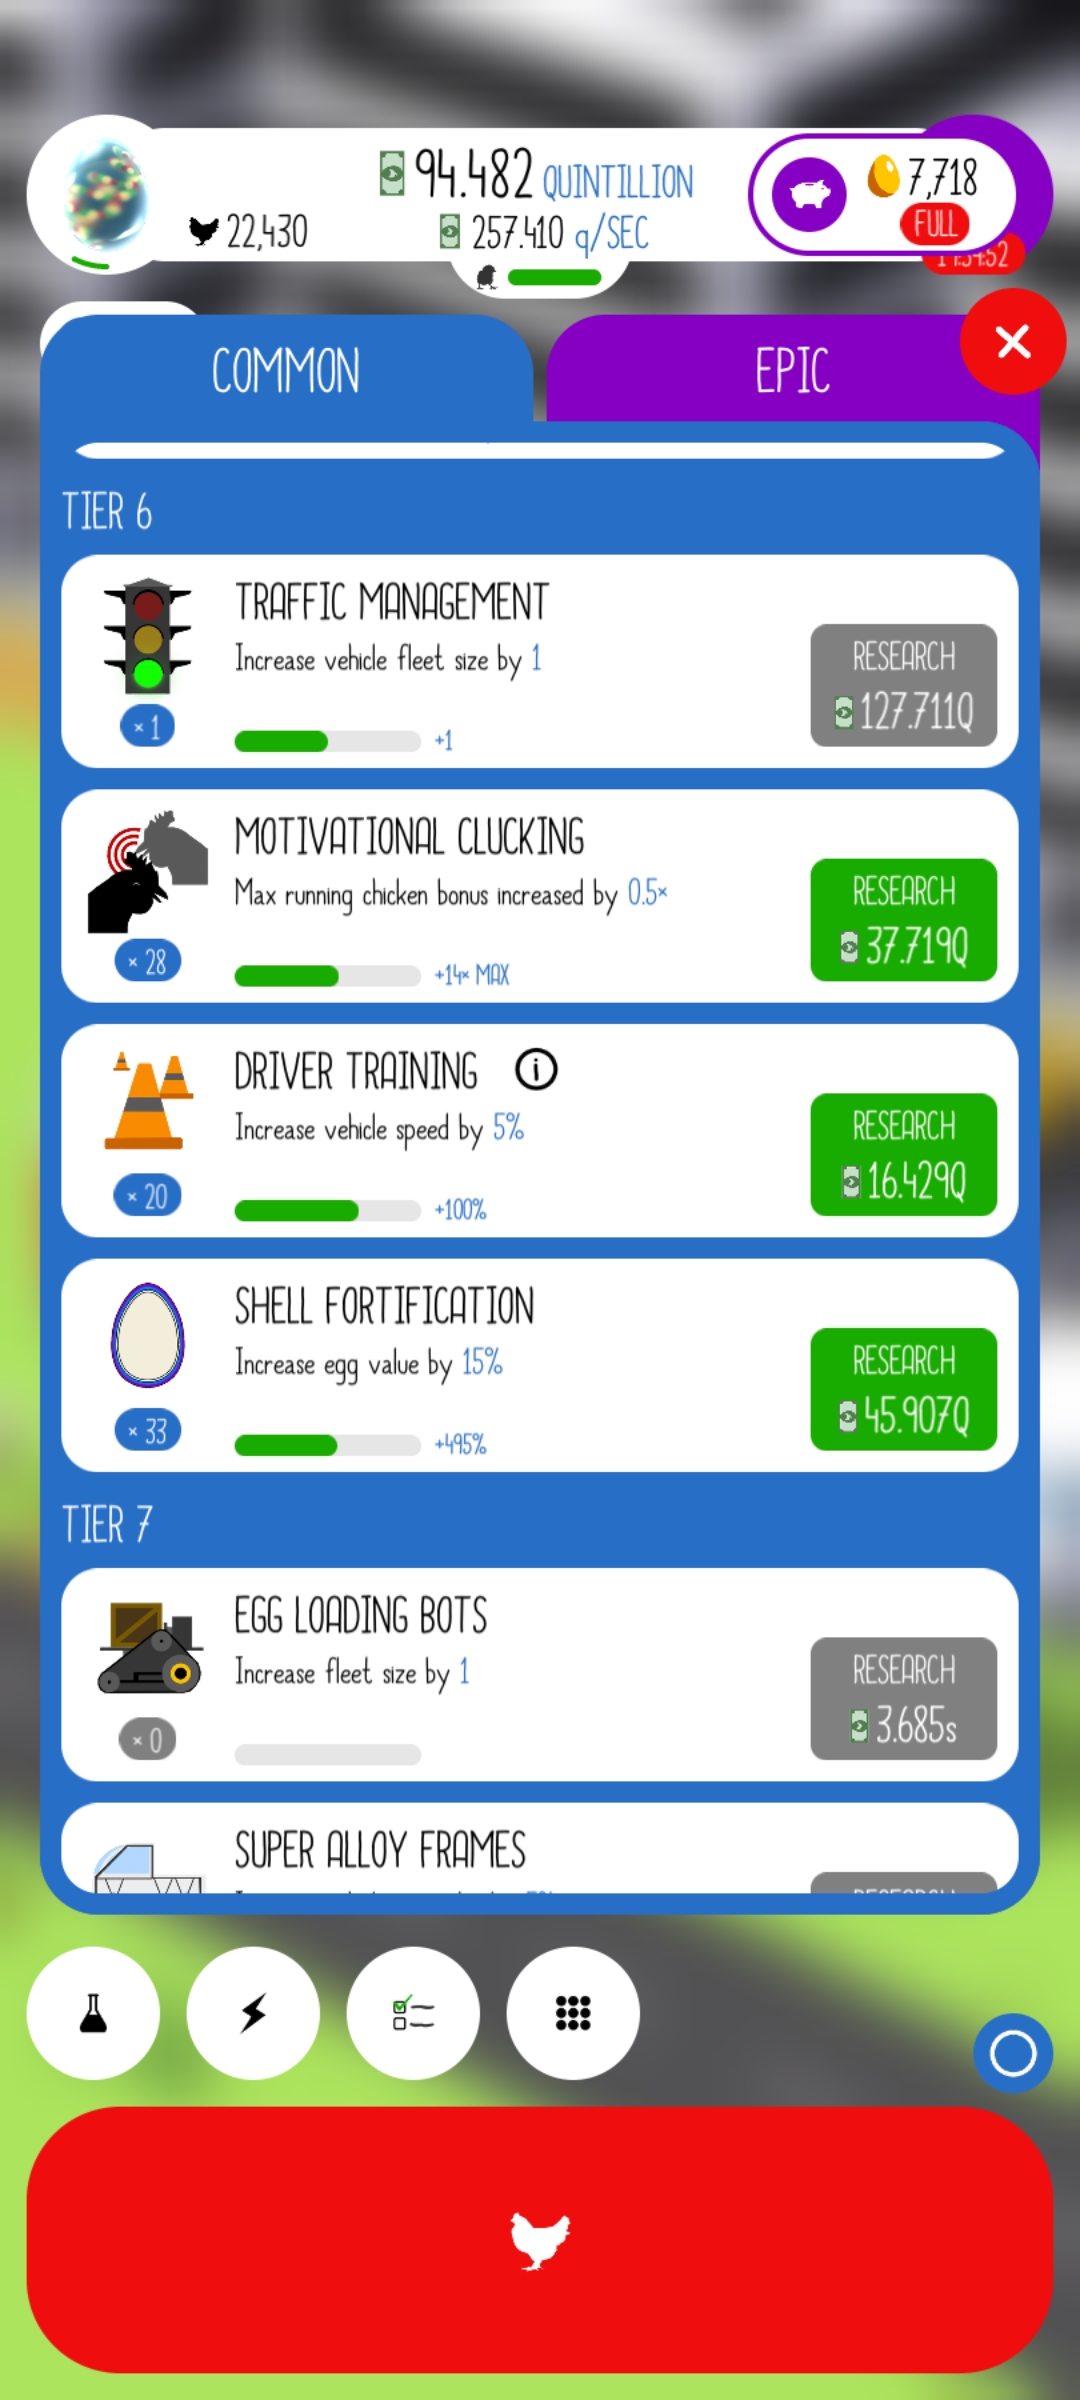 94.482 QUINTILLION
22,430
257.410 q/SEC
7,718
FULL
COMMON
EPIC
TIER 6
TRAFFIC MANAGEMENT
Increase vehicle fleet size by 1
× 1
+1
RESEARCH
127.711Q
MOTIVATIONAL CLUCKING
Max running chicken bonus increased by 0.5×
× 28
+14× MAX
RESEARCH
37.719Q
DRIVER TRAINING i
Increase vehicle speed by 5%
× 20
+100%
RESEARCH
16.429Q
SHELL FORTIFICATION
Increase egg value by 15%
× 33
+495%
RESEARCH
45.907Q
TIER 7
EGG LOADING BOTS
Increase fleet size by 1
× 0
RESEARCH
3.685s
SUPER ALLOY FRAMES